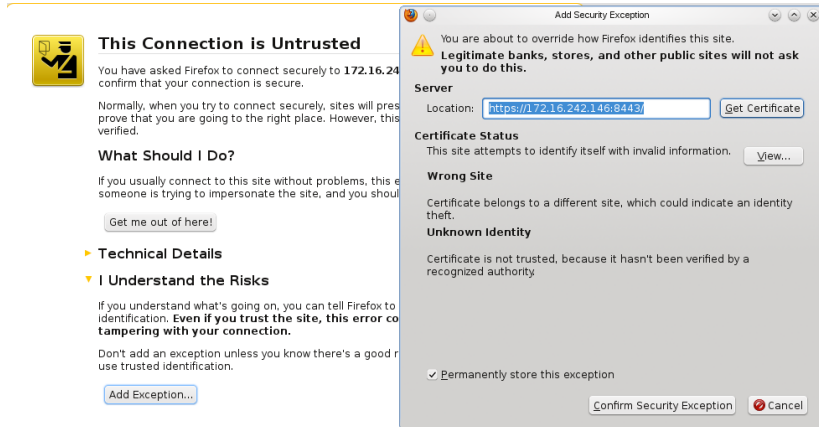 This Connection is Untrusted
You have asked Firefox to connect securely to 172.16.24
confirm that your connection is secure.
Normally, when you try to connect securely, sites will pres
prove that you are going to the right place. However, this
verified.
What Should I Do?
If you usually connect to this site without problems, this e
someone is trying to impersonate the site, and you shoul
Get me out of here!
Technical Details
I Understand the Risks
If you understand what's going on, you can tell Firefox to
identification. Even if you trust the site, this error co
tampering with your connection.
Don't add an exception unless you know there's a good r
use trusted identification.
Add Exception...
Add Security Exception
You are about to override how Firefox identifies this site.
Legitimate banks, stores, and other public sites will not ask
you to do this.
Server
Location: https://172.16.242.146:8443/ Get Certificate
Certificate Status
This site attempts to identify itself with invalid information. View...
Wrong Site
Certificate belongs to a different site, which could indicate an identity
theft.
Unknown Identity
Certificate is not trusted, because it hasn't been verified by a
recognized authority.
Permanently store this exception
Confirm Security Exception Cancel